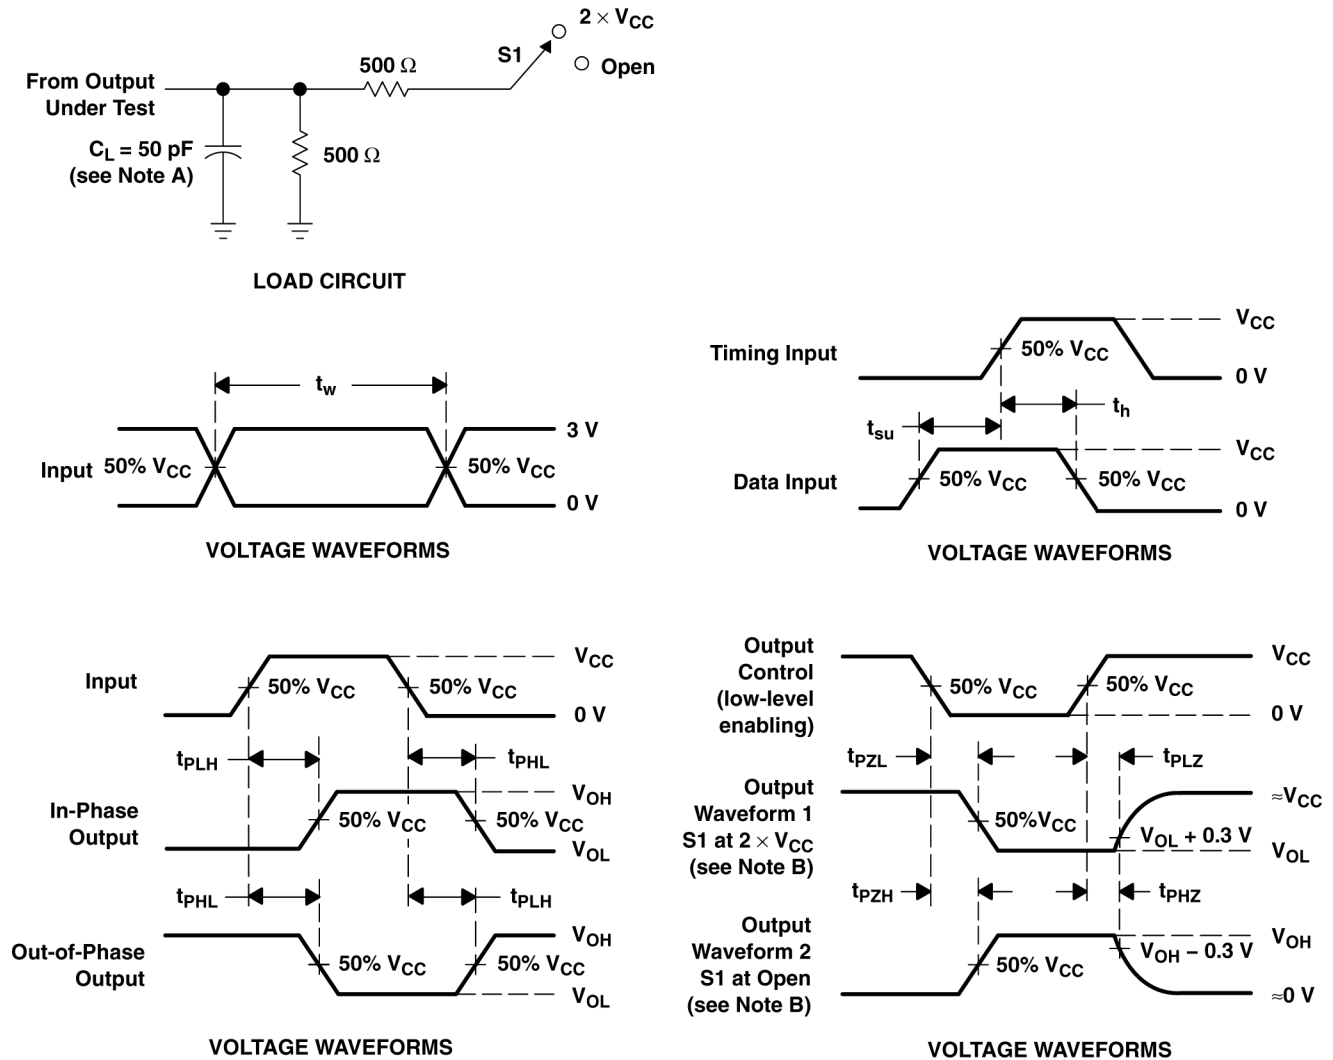 2 × VCC
S1
Open
500 Ω
From Output
Under Test
CL = 50 pF
(see Note A)
500 Ω
LOAD CIRCUIT
tw
3 V
Input
50% VCC
50% VCC
0 V
VOLTAGE WAVEFORMS
VCC
Timing Input
50% VCC
0 V
th
tsu
VCC
Data Input
50% VCC
50% VCC
0 V
VOLTAGE WAVEFORMS
VCC
Input
50% VCC
50% VCC
0 V
tPLH
tPHL
VOH
In-Phase
Output
50% VCC
50% VCC
VOL
tPHL
tPLH
VOH
Out-of-Phase
Output
50% VCC
50% VCC
VOL
VOLTAGE WAVEFORMS
Output
Control
(low-level
enabling)
VCC
50% VCC
50% VCC
0 V
tPZL
tPLZ
Output
Waveform 1
S1 at 2 × VCC
(see Note B)
≈VCC
50%VCC
VOL + 0.3 V
VOL
tPZH
tPHZ
Output
Waveform 2
S1 at Open
(see Note B)
VOH
VOH − 0.3 V
50% VCC
≈0 V
VOLTAGE WAVEFORMS